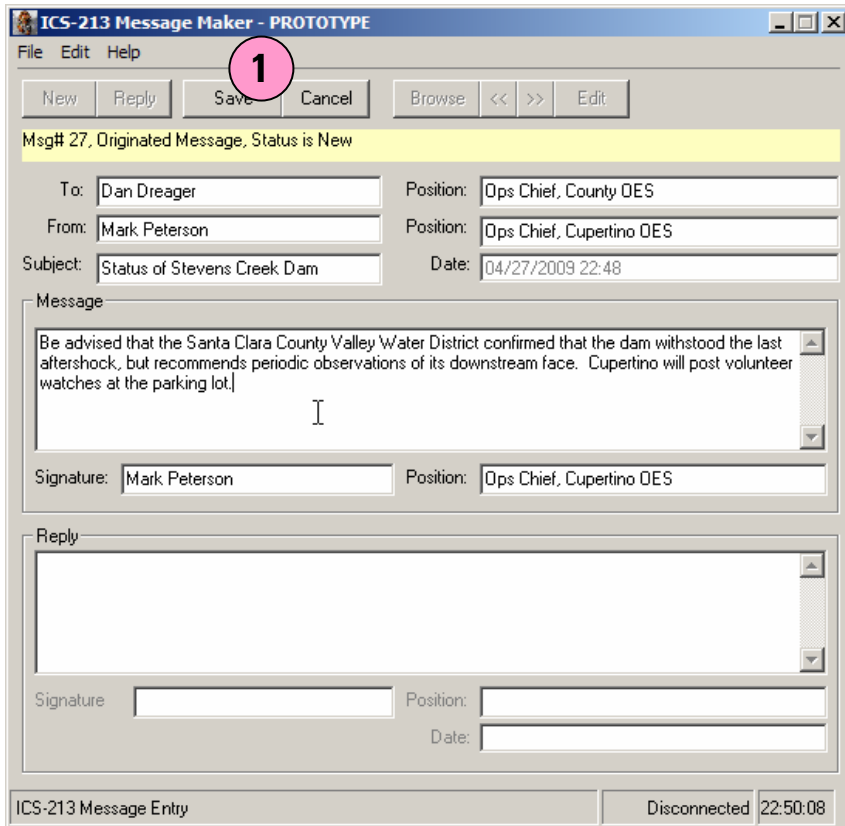 ICS-213 Message Maker - PROTOTYPE
File Edit Help
1
New Reply Save Cancel Browse << >> Edit
Msg# 27, Originated Message, Status is New
To: Dan Dreager Position: Ops Chief, County OES
From: Mark Peterson Position: Ops Chief, Cupertino OES
Subject: Status of Stevens Creek Dam Date: 04/27/2009 22:48
Message
Be advised that the Santa Clara County Valley Water District confirmed that the dam withstood the last
aftershock, but recommends periodic observations of its downstream face. Cupertino will post volunteer
watches at the parking lot.
Signature: Mark Peterson Position: Ops Chief, Cupertino OES
Reply
Signature Position:
Date:
ICS-213 Message Entry Disconnected 22:50:08